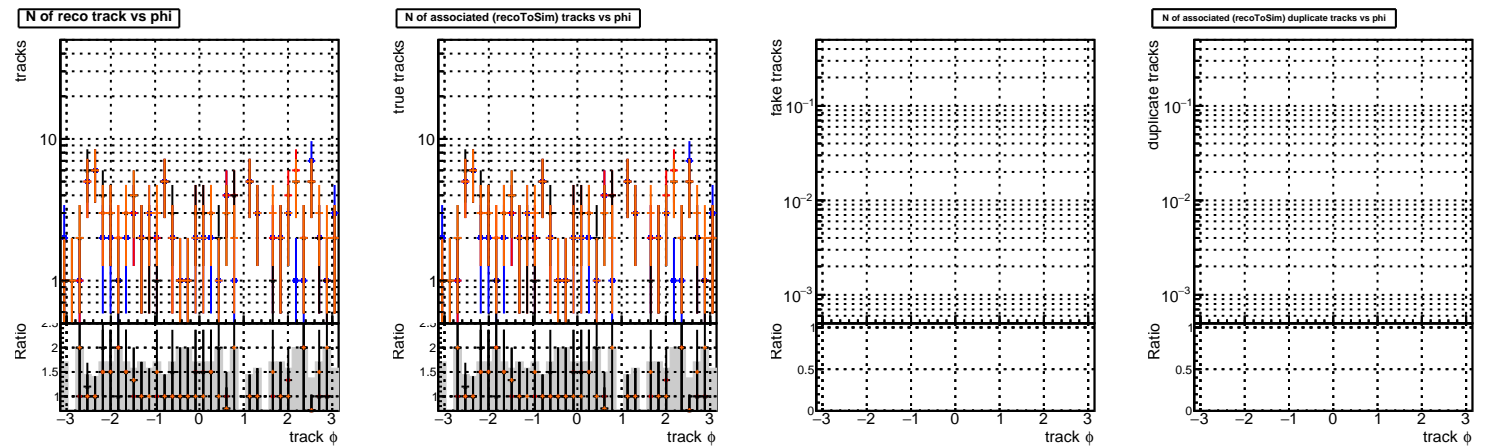 N of reco track vs phi
tracks
10
1
Ratio
2.5
2
1.5
1
−3 −2 −1 0 1 2 3
track ϕ
N of associated (recoToSim) tracks vs phi
true tracks
10
1
Ratio
2.5
2
1.5
1
−3 −2 −1 0 1 2 3
track ϕ
fake tracks
10−1
10−2
10−3
Ratio
1
0.5
0
−3 −2 −1 0 1 2 3
track ϕ
N of associated (recoToSim) duplicate tracks vs phi
duplicate tracks
10−1
10−2
10−3
Ratio
1
0.5
0
−3 −2 −1 0 1 2 3
track ϕ